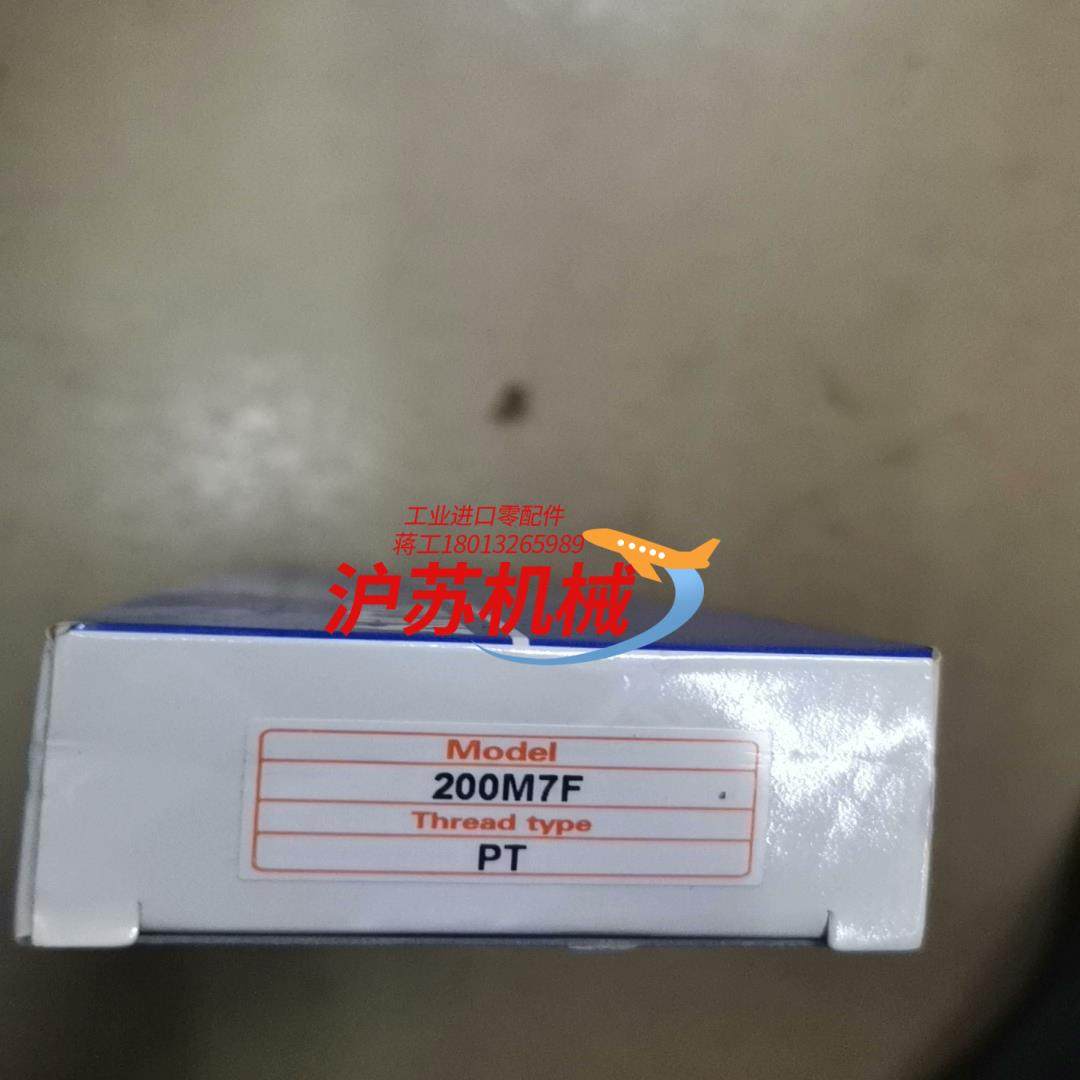 工业进口零配件
蒋工18013265989
沪苏机械
Model
200M7F
Thread type
PT